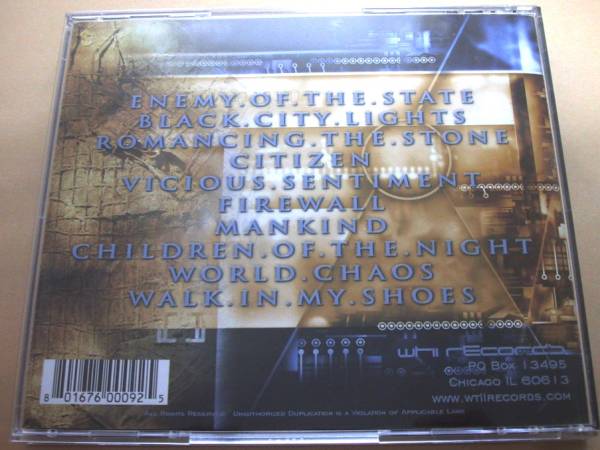 ENEMY.OF.THE.STATE
BLACK.CITY.LIGHTS
ROMANCING.THE.STONE
CITIZEN
VICIOUS.SENTIMENT
FIREWALL
MANKIND
CHILDREN.OF.THE.NIGHT
WORLD.CHAOS
WALK.IN.MY.SHOES
wtii rEcords
PO Box 13495
Chicago IL 60613
www.wtiirecords.com
8 01676 00092 5
All Rights Reserved. Unauthorized Duplication is a Violation of Applicable Laws